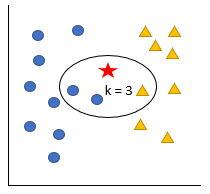 k = 3